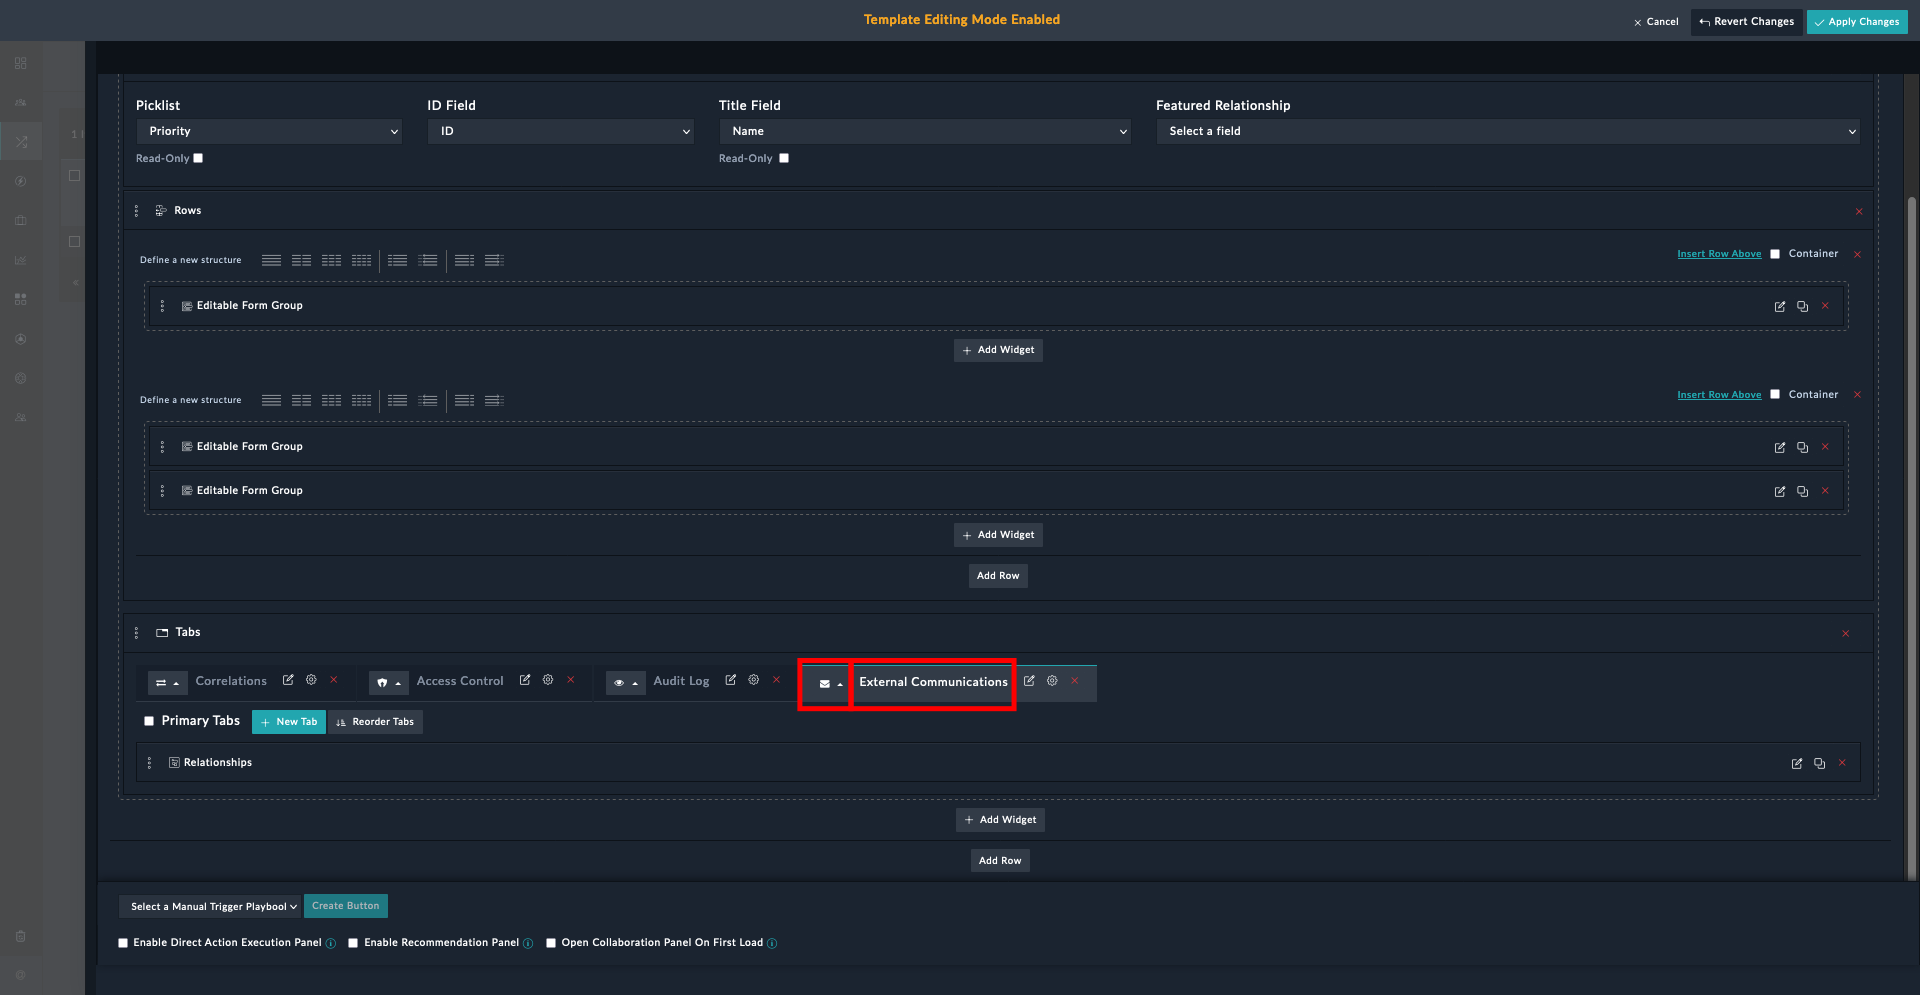 Template Editing Mode Enabled
Cancel
Revert Changes
Apply Changes
Picklist
ID Field
Title Field
Featured Relationship
Priority
ID
Name
Select a field
Read-Only
Read-Only
Rows
Define a new structure
Insert Row Above
Container
Editable Form Group
Add Widget
Define a new structure
Insert Row Above
Container
Editable Form Group
Editable Form Group
Add Widget
Add Row
Tabs
Correlations
Access Control
Audit Log
External Communications
Primary Tabs
New Tab
Reorder Tabs
Relationships
Add Widget
Add Row
Select a Manual Trigger Playbool
Create Button
Enable Direct Action Execution Panel
Enable Recommendation Panel
Open Collaboration Panel On First Load